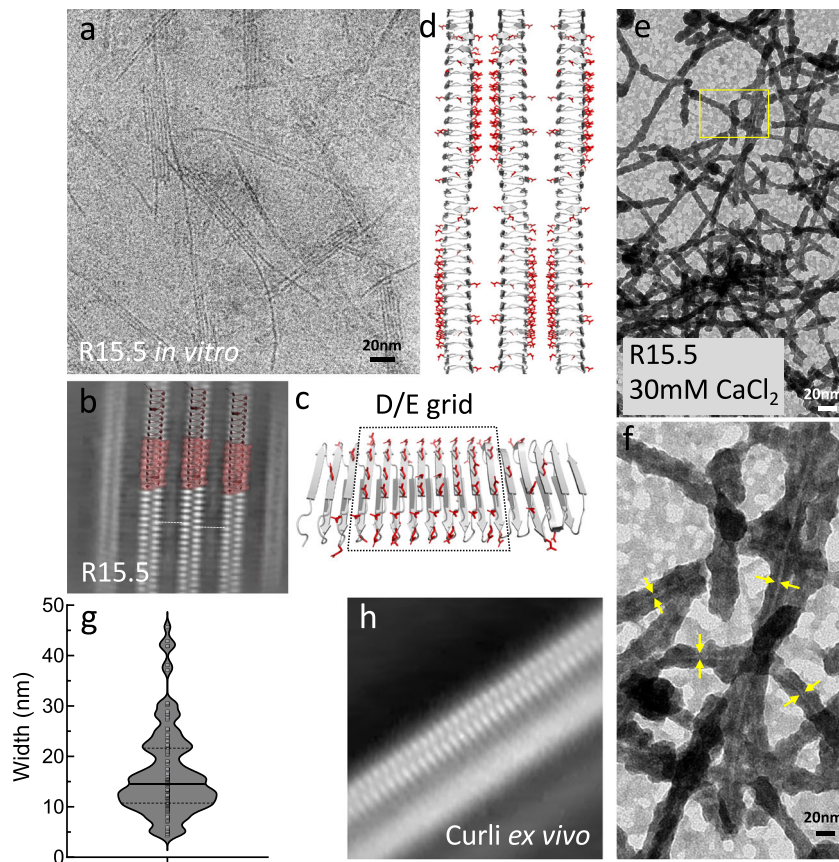 a
R15.5 in vitro
20nm
d
e
R15.5
30mM CaCl₂
20nm
b
R15.5
c
D/E grid
f
20nm
g
50
40
30
20
10
0
Width (nm)
h
Curli ex vivo